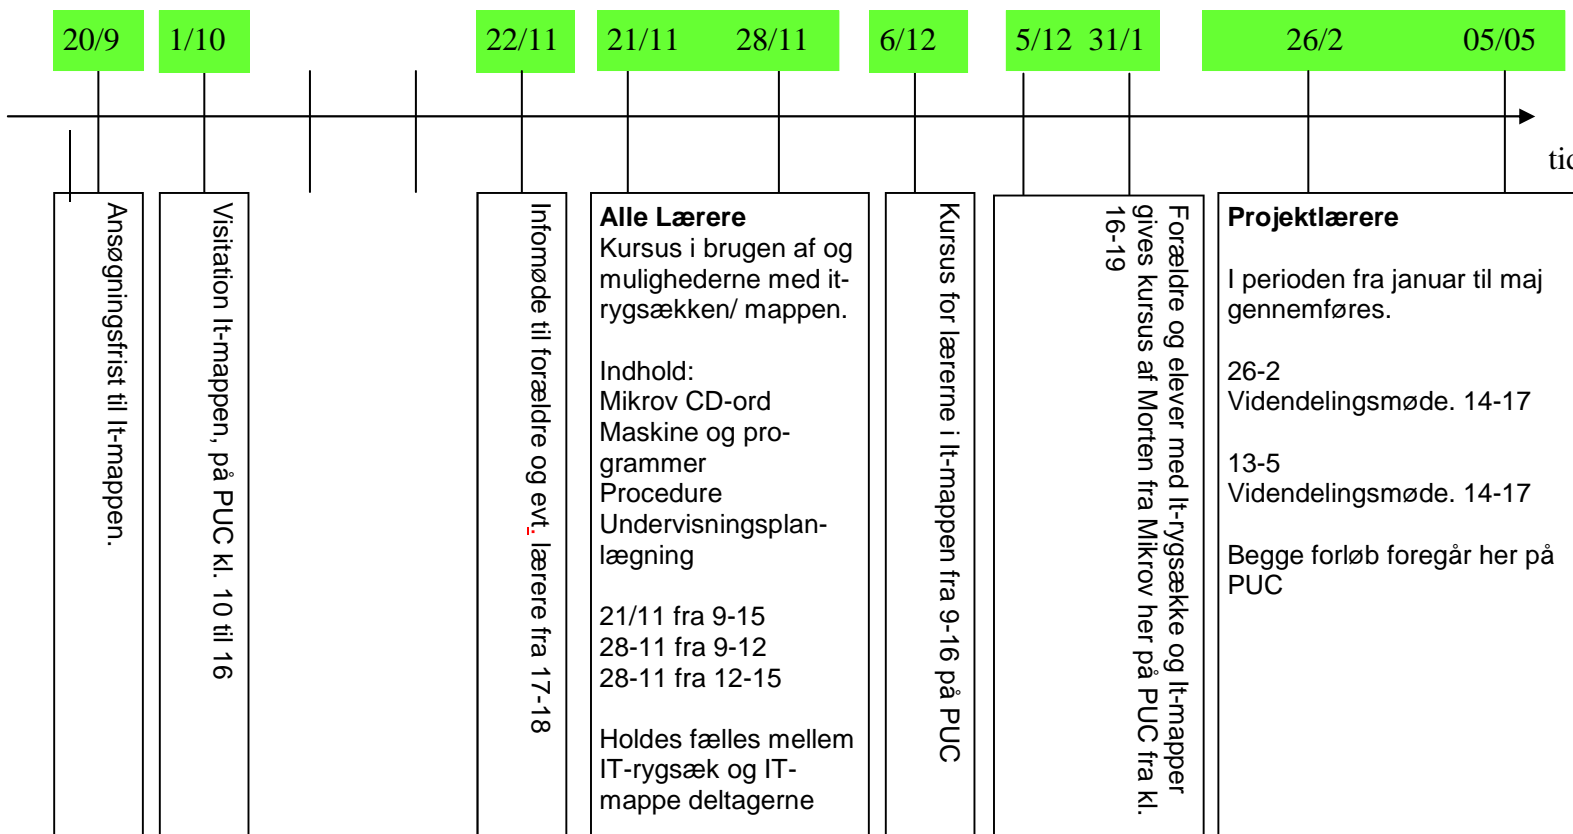 20/9
1/10
22/11
21/11 28/11
6/12
5/12 31/1
26/2 05/05
tid
Ansøgningsfrist til It-mappen.
Visitation It-mappen, på PUC kl. 10 til 16
Infomøde til forældre og evt. lærere fra 17-18
Alle Lærere
Kursus i brugen af og
mulighederne med it-
rygsækken/ mappen.
Indhold:
Mikrov CD-ord
Maskine og pro-
grammer
Procedure
Undervisningsplan-
lægning
21/11 fra 9-15
28-11 fra 9-12
28-11 fra 12-15
Holdes fælles mellem
IT-rygsæk og IT-
mappe deltagerne
Kursus for lærerne i It-mappen fra 9-16 på PUC
Forældre og elever med It-rygsække og It-mapper
gives kursus af Morten fra Mikrov her på PUC fra kl.
16-19
Projektlærere
I perioden fra januar til maj
gennemføres.
26-2
Videndelingsmøde. 14-17
13-5
Videndelingsmøde. 14-17
Begge forløb foregår her på
PUC